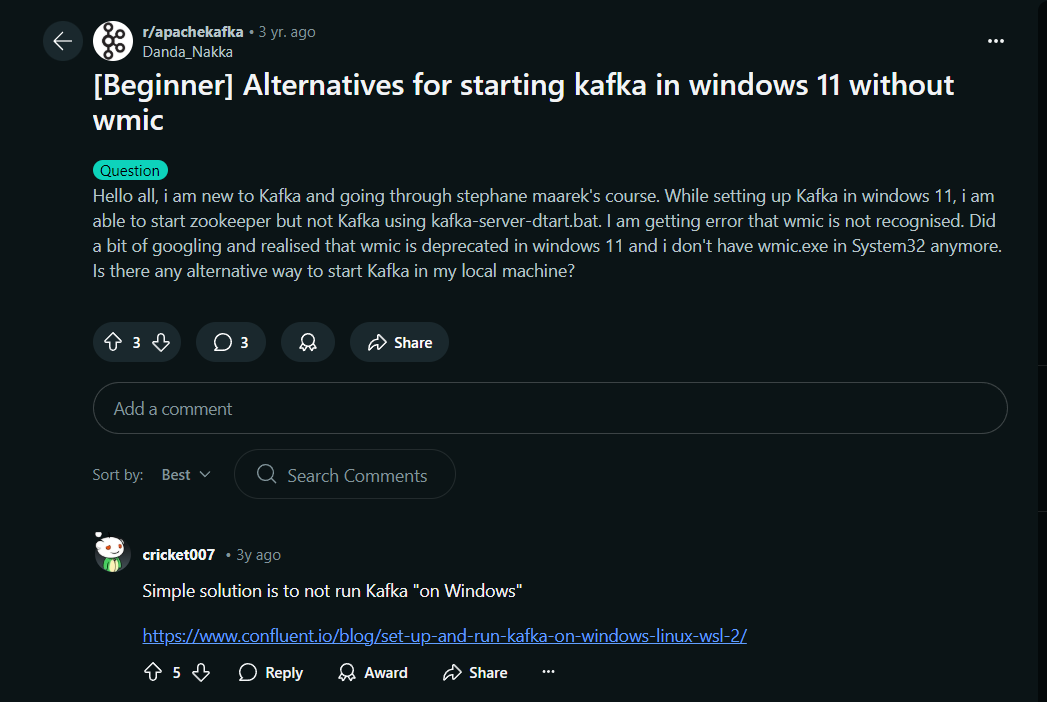 r/apachekafka • 3 yr. ago
Danda_Nakka
[Beginner] Alternatives for starting kafka in windows 11 without
wmic
Question
Hello all, i am new to Kafka and going through stephane maarek's course. While setting up Kafka in windows 11, i am
able to start zookeeper but not Kafka using kafka-server-dtart.bat. I am getting error that wmic is not recognised. Did
a bit of googling and realised that wmic is deprecated in windows 11 and i don't have wmic.exe in System32 anymore.
Is there any alternative way to start Kafka in my local machine?
3 3 Share
Add a comment
Sort by: Best Search Comments
cricket007 • 3y ago
Simple solution is to not run Kafka "on Windows"
https://www.confluent.io/blog/set-up-and-run-kafka-on-windows-linux-wsl-2/
5 Reply Award Share